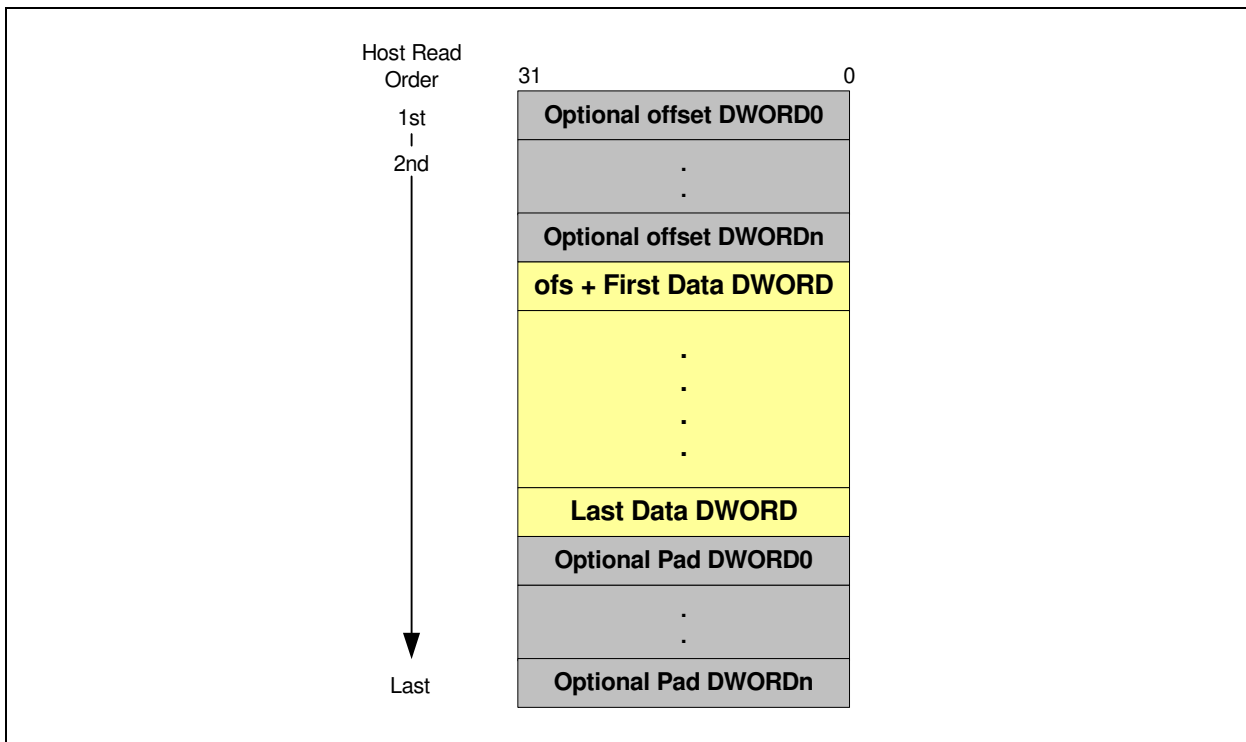 Host Read
Order
31 0
1st
2nd
Last
Optional offset DWORD0
.
.
Optional offset DWORDn
ofs + First Data DWORD
.
.
.
.
Last Data DWORD
Optional Pad DWORD0
.
.
Optional Pad DWORDn